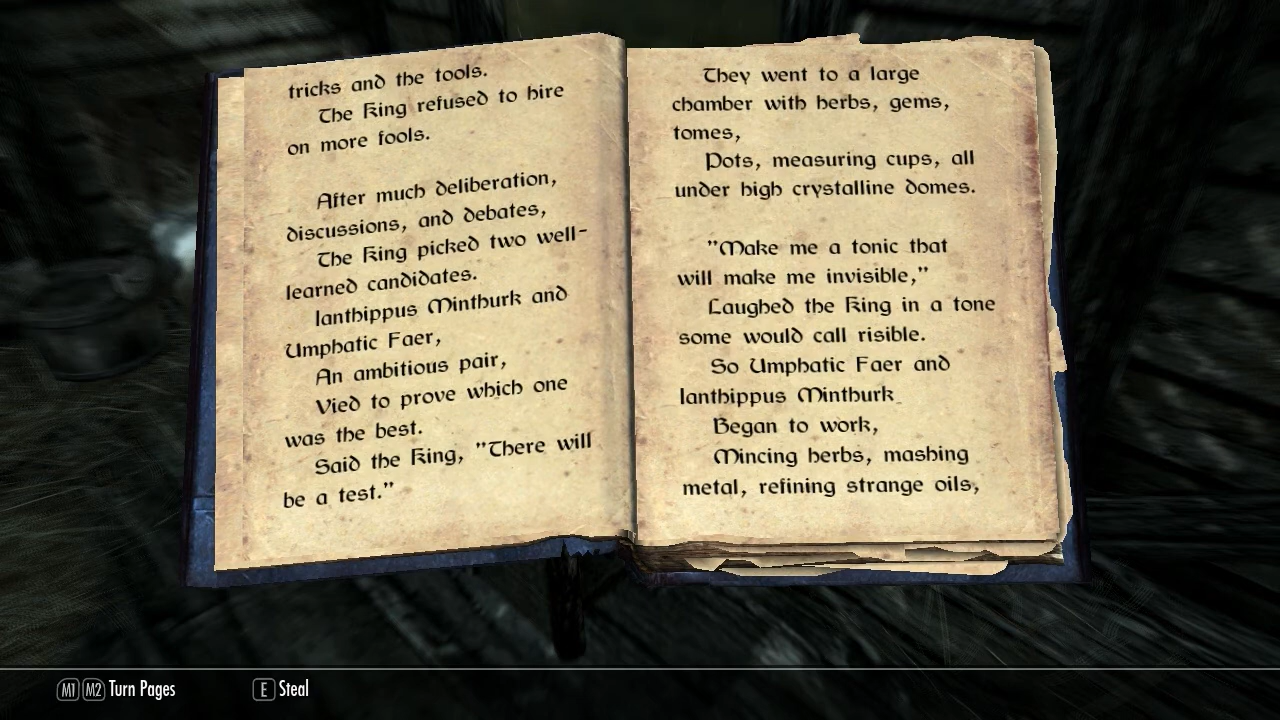 tricks and the tools.
The King refused to hire
on more fools.
After much deliberation,
discussions, and debates,
The King picked two well-
learned candidates.
Ianthippus Minthurk and
Umphatic Faer,
An ambitious pair,
Vied to prove which one
was the best.
Said the King, "There will
be a test."
They went to a large
chamber with herbs, gems,
tomes,
Pots, measuring cups, all
under high crystalline domes.
"Make me a tonic that
will make me invisible,"
Laughed the King in a tone
some would call risible.
So Umphatic Faer and
Ianthippus Minthurk
Began to work,
Mincing herbs, mashing
metal, refining strange oils,
M1 M2 Turn Pages
E Steal